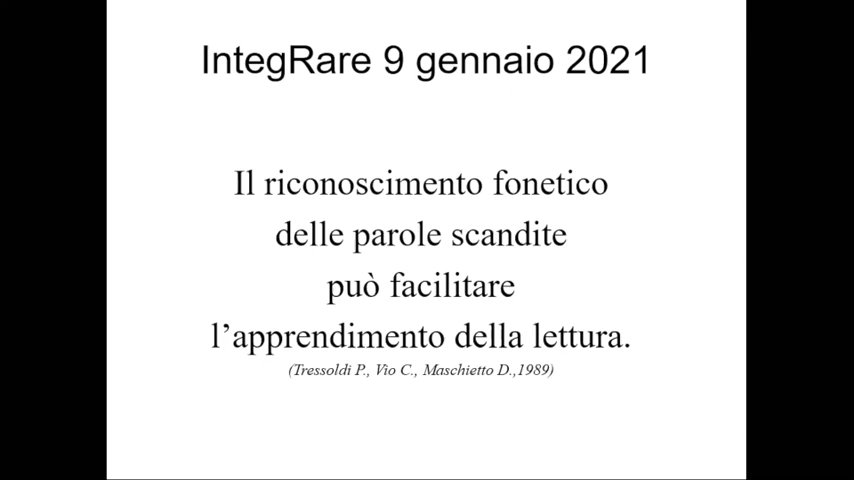 IntegRare 9 gennaio 2021
Il riconoscimento fonetico
delle parole scandite
può facilitare
l’apprendimento della lettura.
(Tressoldi P., Vio C., Maschietto D.,1989)